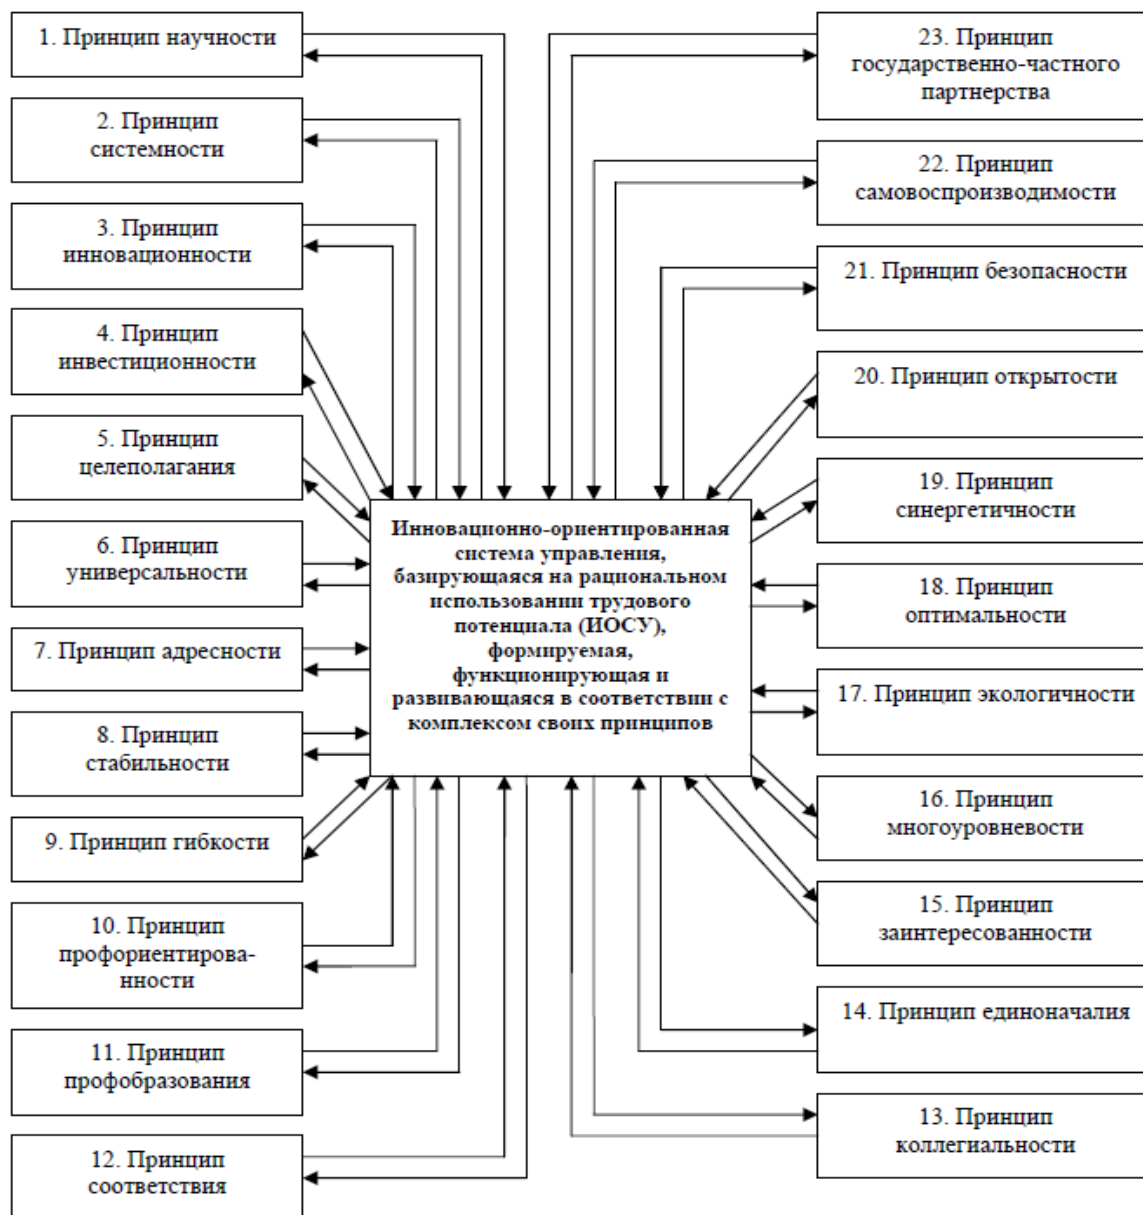 1. Принцип научности
2. Принцип
системности
3. Принцип
инновационности
4. Принцип
инвестиционности
5. Принцип
целеполагания
6. Принцип
универсальности
7. Принцип адресности
8. Принцип
стабильности
9. Принцип гибкости
10. Принцип
профориентирова-
нности
11. Принцип
профобразования
12. Принцип
соответствия
Инновационно-ориентированная
система управления,
базирующаяся на рациональном
использовании трудового
потенциала (ИОСУ),
формируемая,
функционирующая и
развивающаяся в соответствии с
комплексом своих принципов
23. Принцип
государственно-частного
партнерства
22. Принцип
самовоспроизводимости
21. Принцип безопасности
20. Принцип открытости
19. Принцип
синергетичности
18. Принцип
оптимальности
17. Принцип экологичности
16. Принцип
многоуровневости
15. Принцип
заинтересованности
14. Принцип единоначалия
13. Принцип
коллегиальности